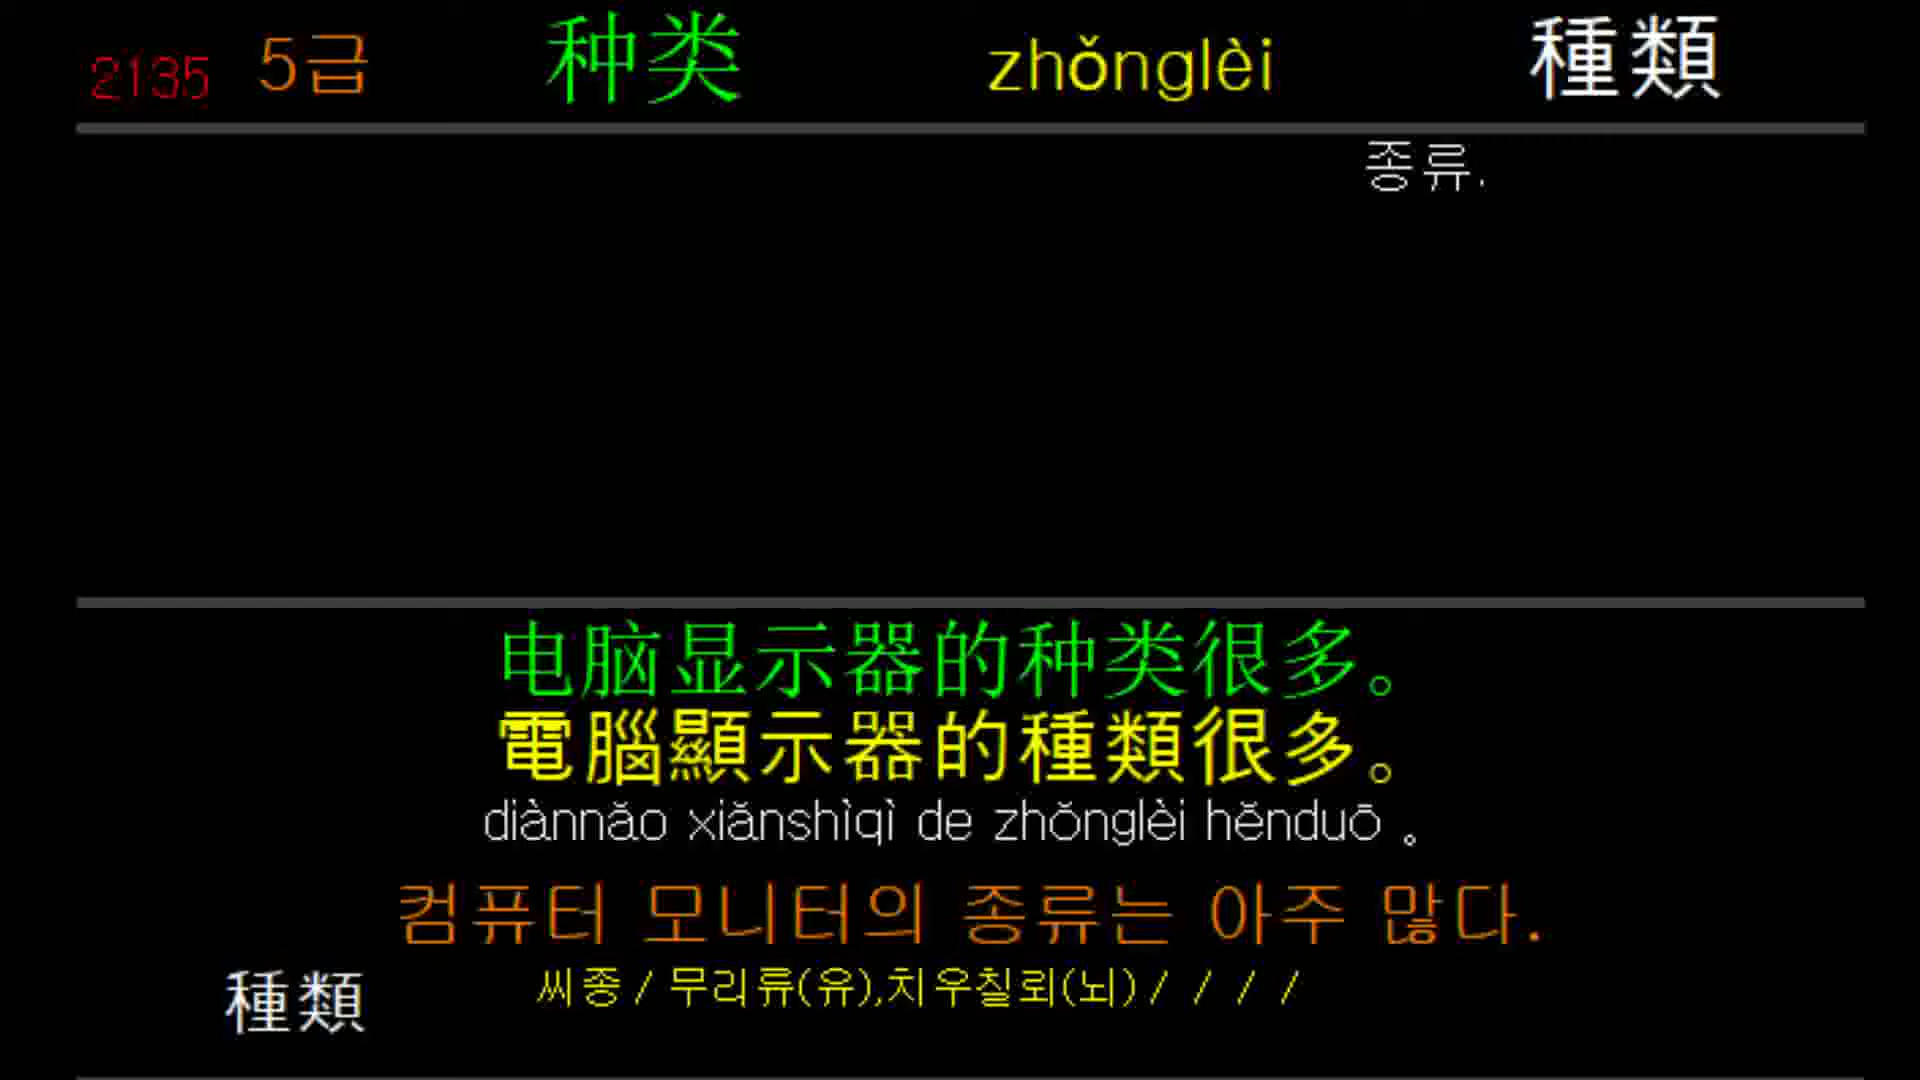 2135 5급 种类 zhǒnglèi 種類
종류.
电脑显示器的种类很多。
電腦顯示器的種類很多。
diànnǎo xiǎnshìqì de zhǒnglèi hěnduō 。
컴퓨터 모니터의 종류는 아주 많다.
種類 씨종 / 무리류(유),치우칠뢰(뇌) / / / /